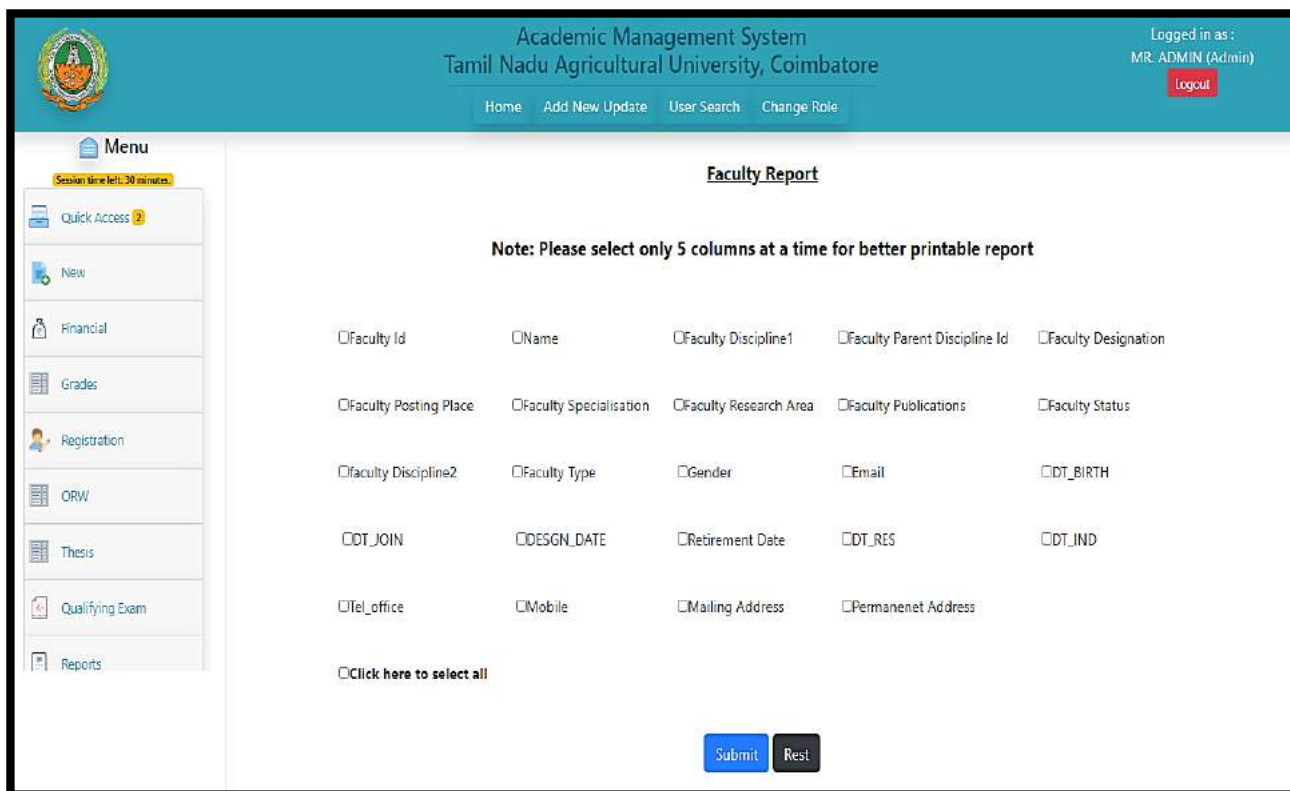 Academic Management System
Tamil Nadu Agricultural University, Coimbatore
Home Add New Update User Search Change Role
Logged in as :
MR. ADMIN (Admin)
Logout
Menu
Session time left: 30 minutes.
Quick Access 2
New
Financial
Grades
Registration
ORW
Thesis
Qualifying Exam
Reports
Faculty Report
Note: Please select only 5 columns at a time for better printable report
Faculty Id Name Faculty Discipline1 Faculty Parent Discipline Id Faculty Designation
Faculty Posting Place Faculty Specialisation Faculty Research Area Faculty Publications Faculty Status
faculty Discipline2 Faculty Type Gender Email DT_BIRTH
DT_JOIN DESGN_DATE Retirement Date DT_RES DT_IND
Tel_office Mobile Mailing Address Permanenet Address
Click here to select all
Submit Rest